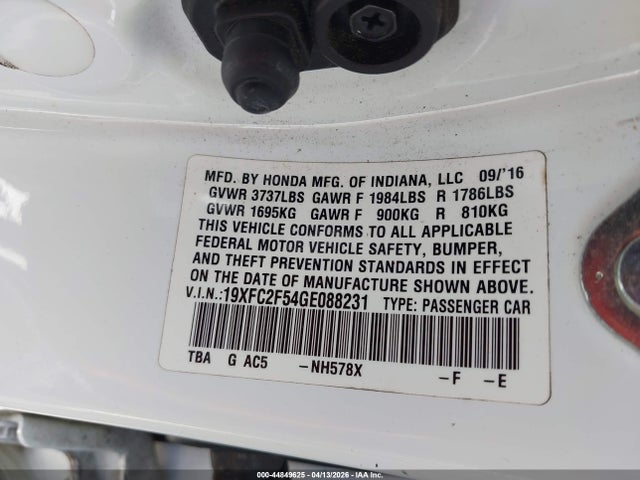 MFD. BY HONDA MFG. OF INDIANA, LLC 09/'16
GVWR 3737LBS GAWR F 1984LBS R 1786LBS
GVWR 1695KG GAWR F 900KG R 810KG
THIS VEHICLE CONFORMS TO ALL APPLICABLE
FEDERAL MOTOR VEHICLE SAFETY, BUMPER,
AND THEFT PREVENTION STANDARDS IN EFFECT
ON THE DATE OF MANUFACTURE SHOWN ABOVE.
V.I.N.:19XFC2F54GE088231 TYPE: PASSENGER CAR
TBA G AC5 -NH578X -F -E
000-44849625 - 04/13/2026 - IAA Inc.